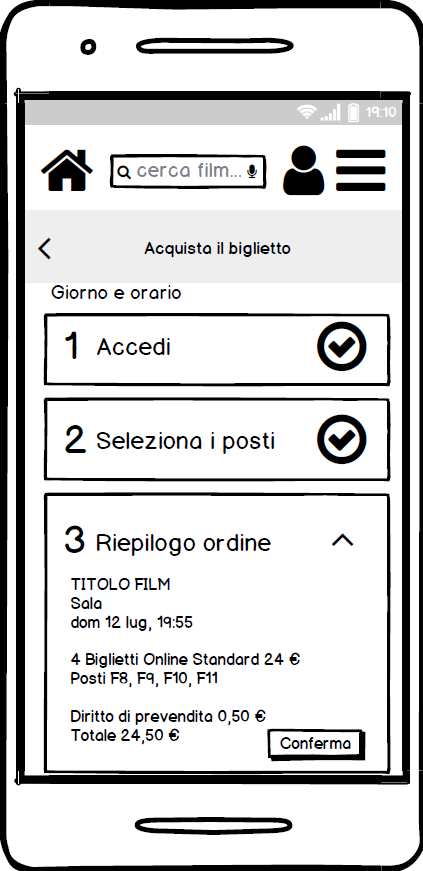 19:10
cerca film...
Acquista il biglietto
Giorno e orario
1 Accedi
2 Seleziona i posti
3 Riepilogo ordine
TITOLO FILM
Sala
dom 12 lug, 19:55
4 Biglietti Online Standard 24 €
Posti F8, F9, F10, F11
Diritto di prevendita 0,50 €
Totale 24,50 €
Conferma